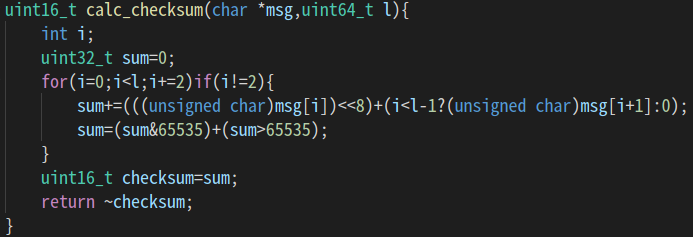 uint16_t calc_checksum(char *msg,uint64_t l){
    int i;
    uint32_t sum=0;
    for(i=0;i<l;i+=2)if(i!=2){
        sum+=(((unsigned char)msg[i])<<8)+(i<l-1?(unsigned char)msg[i+1]:0);
        sum=(sum&65535)+(sum>65535);
    }
    uint16_t checksum=sum;
    return ~checksum;
}